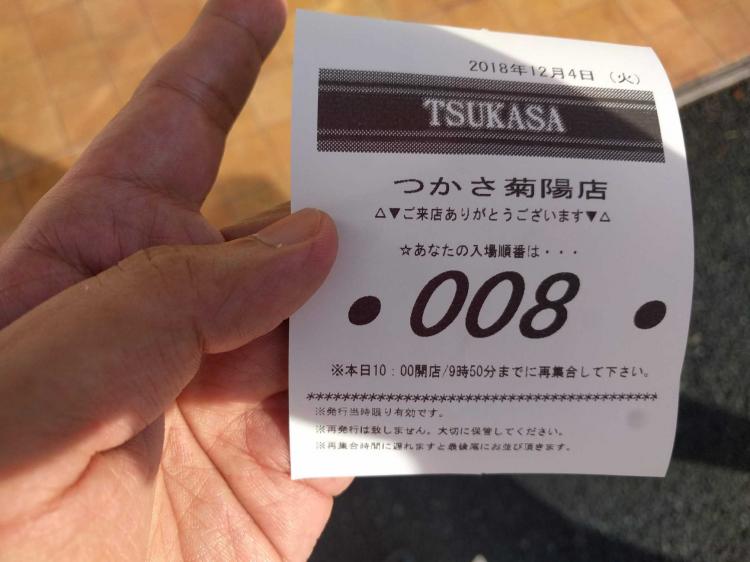 2018年12月4日 (火)
TSUKASA
つかさ菊陽店
△▼ご来店ありがとうございます▼△
☆あなたの入場順番は・・・
●008●
※本日10:00開店/9時50分までに再集合して下さい。
****************************************************
※発行当時限り有効です。
※再発行は致しません。大切に保管してください。
※再集合時間に遅れますと最後尾にお並び頂きます。